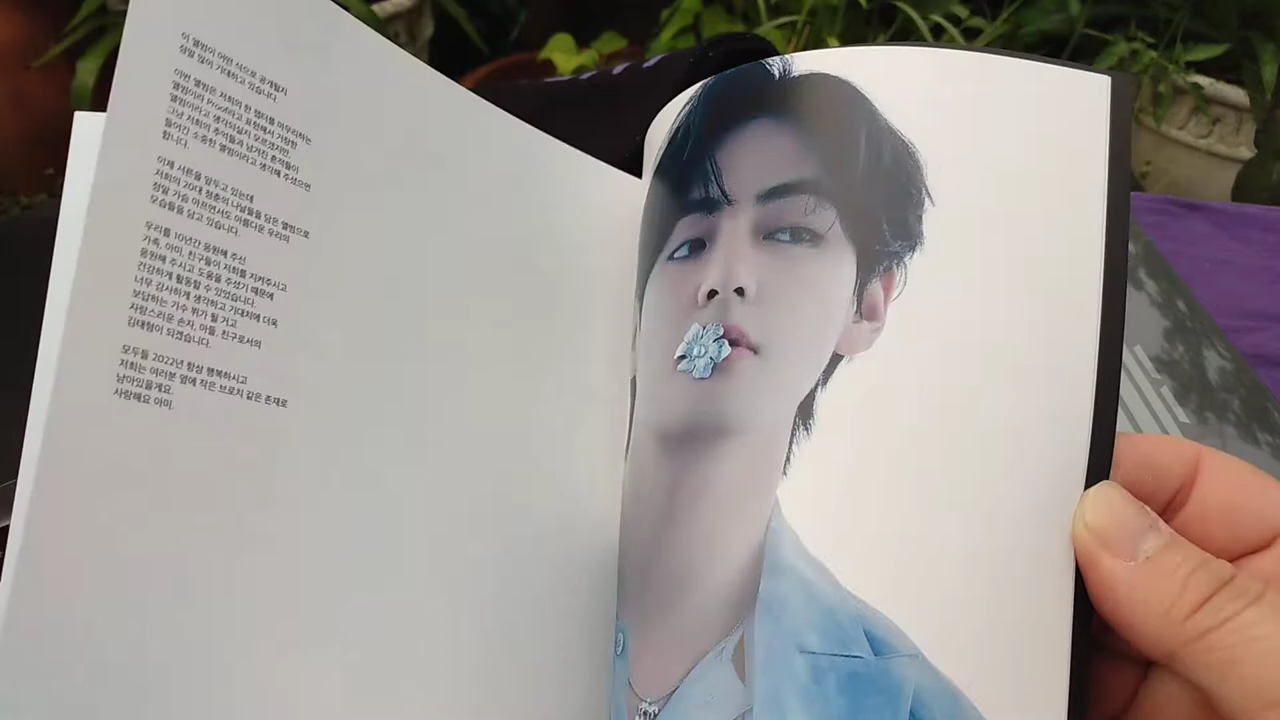 이 앨범이 어떤 식으로 공개될지
정말 많이 기대하고 있습니다.
이번 앨범은 저희의 한 챕터를 마무리하는
앨범이라 Proof라고 표현해서 거창한
앨범이라고 생각되실지 모르겠지만,
그냥 저희의 추억들과 남겨진 흔적들이
들어간 소중한 앨범이라고 생각해 주셨으면
합니다.
이제 서른을 앞두고 있는데
저희의 20대 청춘의 나날들을 담은 앨범으로
정말 가슴 아프면서도 아름다운 우리의
모습들을 담고 있습니다.
우리를 10년간 응원해 주신
가족, 아미, 친구들이 저희를 지켜주시고
응원해 주시고 도움을 주셨기 때문에
건강하게 활동할 수 있었습니다.
너무 감사하게 생각하고 기대치에 더욱
보답하는 가수 뷔가 될 거고
자랑스러운 손자, 아들, 친구로서의
김태형이 되겠습니다.
모두들 2022년 항상 행복하시고
저희는 여러분 옆에 작은 브로치 같은 존재로
남아있을게요.
사랑해요 아미.